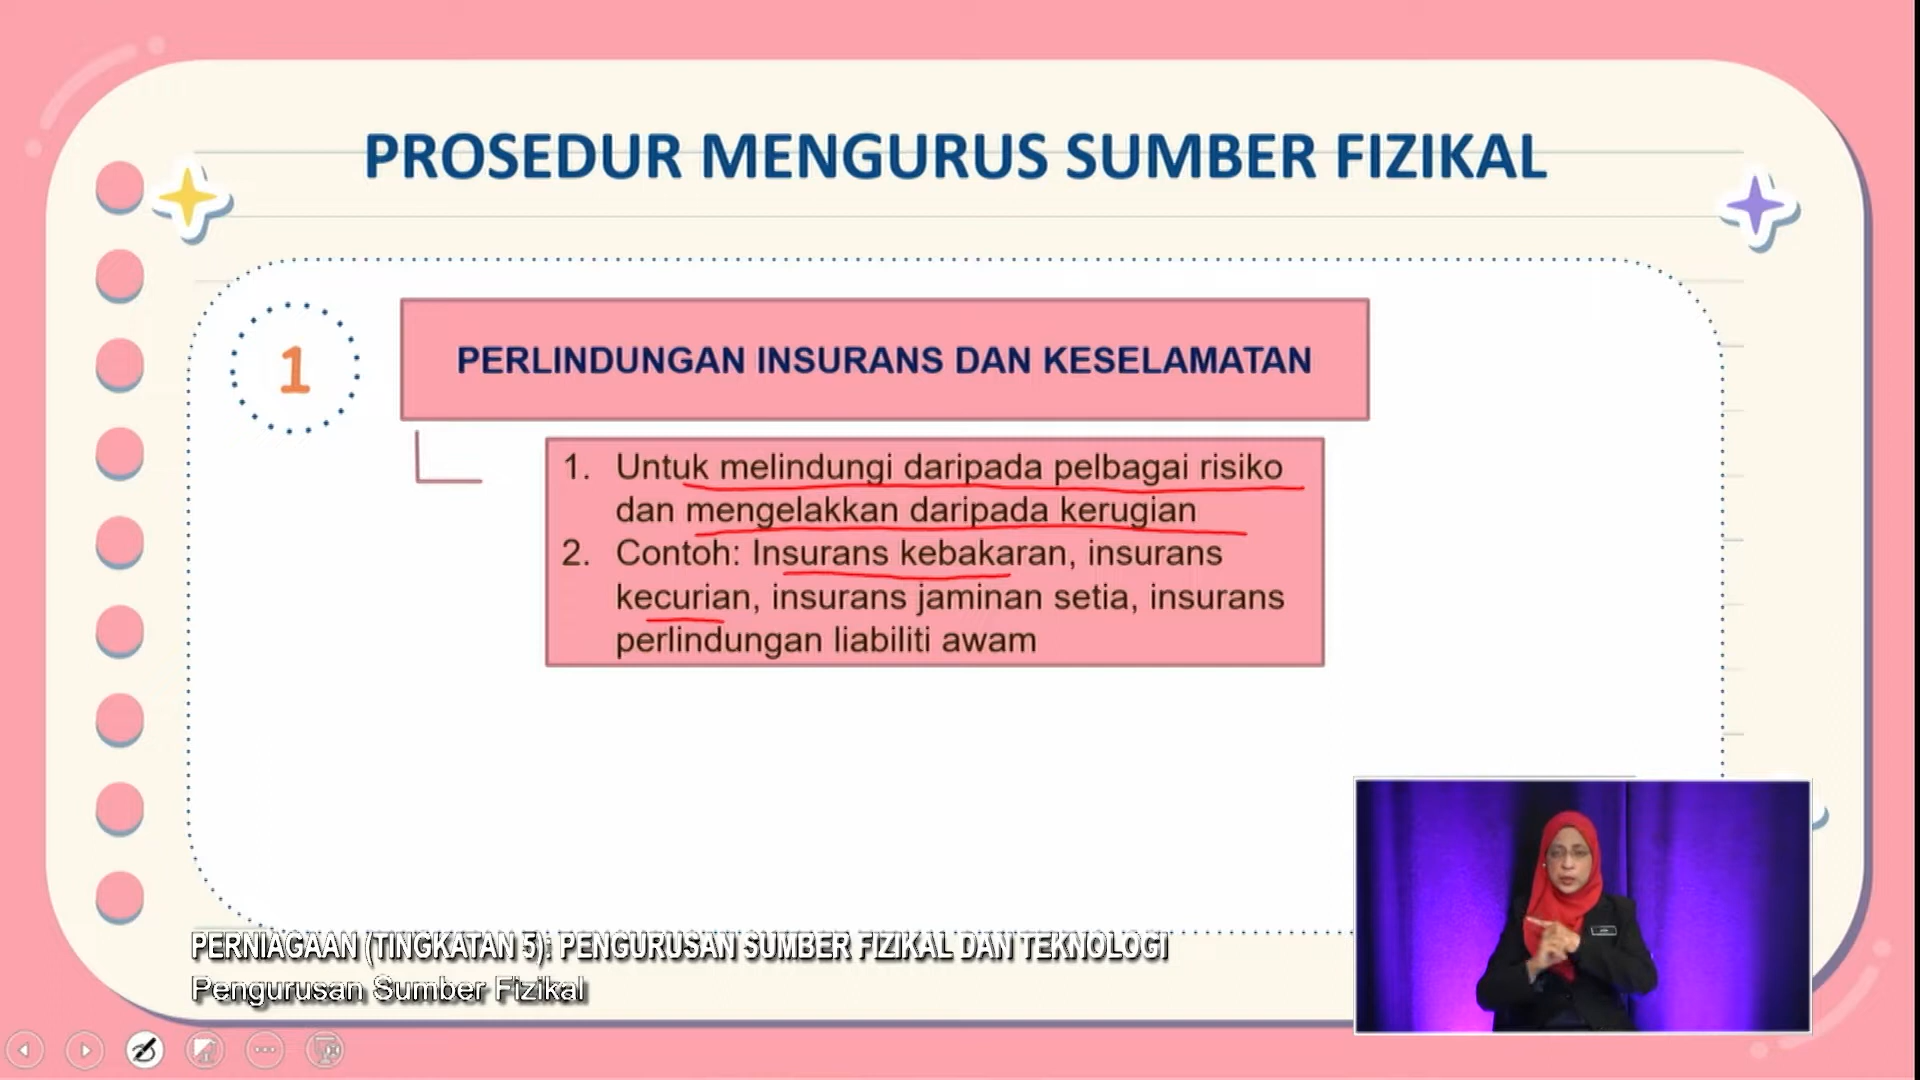 PROSEDUR MENGURUS SUMBER FIZIKAL
1
PERLINDUNGAN INSURANS DAN KESELAMATAN
1. Untuk melindungi daripada pelbagai risiko
dan mengelakkan daripada kerugian
2. Contoh: Insurans kebakaran, insurans
kecurian, insurans jaminan setia, insurans
perlindungan liabiliti awam
PERNIAGAAN (TINGKATAN 5): PENGURUSAN SUMBER FIZIKAL DAN TEKNOLOGI
Pengurusan Sumber Fizikal